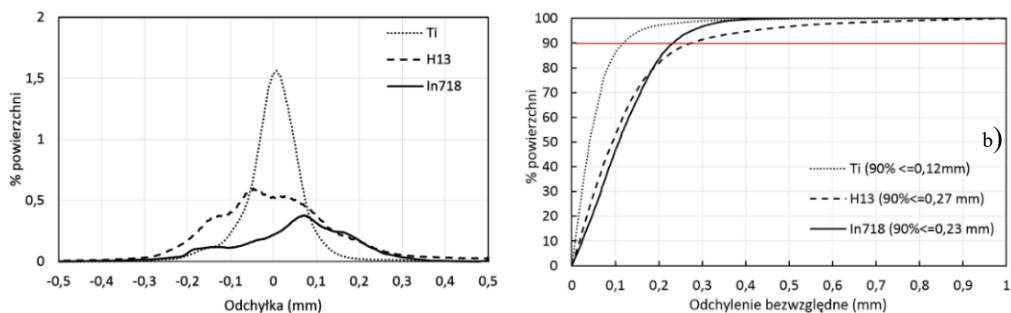 2
1,5
1
0,5
0
% powierzchni
Ti
H13
In718
-0,5 -0,4 -0,3 -0,2 -0,1 0 0,1 0,2 0,3 0,4 0,5
Odchyłka (mm)
100
90
80
70
60
50
40
30
20
10
0
% powierzchni
b)
Ti (90% <=0,12mm)
H13 (90%<=0,27 mm)
In718 (90%<=0,23 mm)
0 0,1 0,2 0,3 0,4 0,5 0,6 0,7 0,8 0,9 1
Odchylenie bezwzględne (mm)